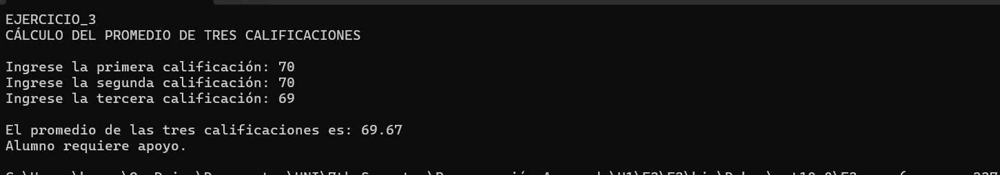 EJERCICIO_3
CÁLCULO DEL PROMEDIO DE TRES CALIFICACIONES
Ingrese la primera calificación: 70
Ingrese la segunda calificación: 70
Ingrese la tercera calificación: 69
El promedio de las tres calificaciones es: 69.67
Alumno requiere apoyo.